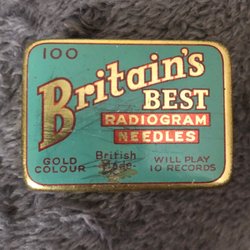 100
Britain's
BEST
RADIOGRAM
NEEDLES
GOLD
COLOUR
British
Made
WILL PLAY
10 RECORDS